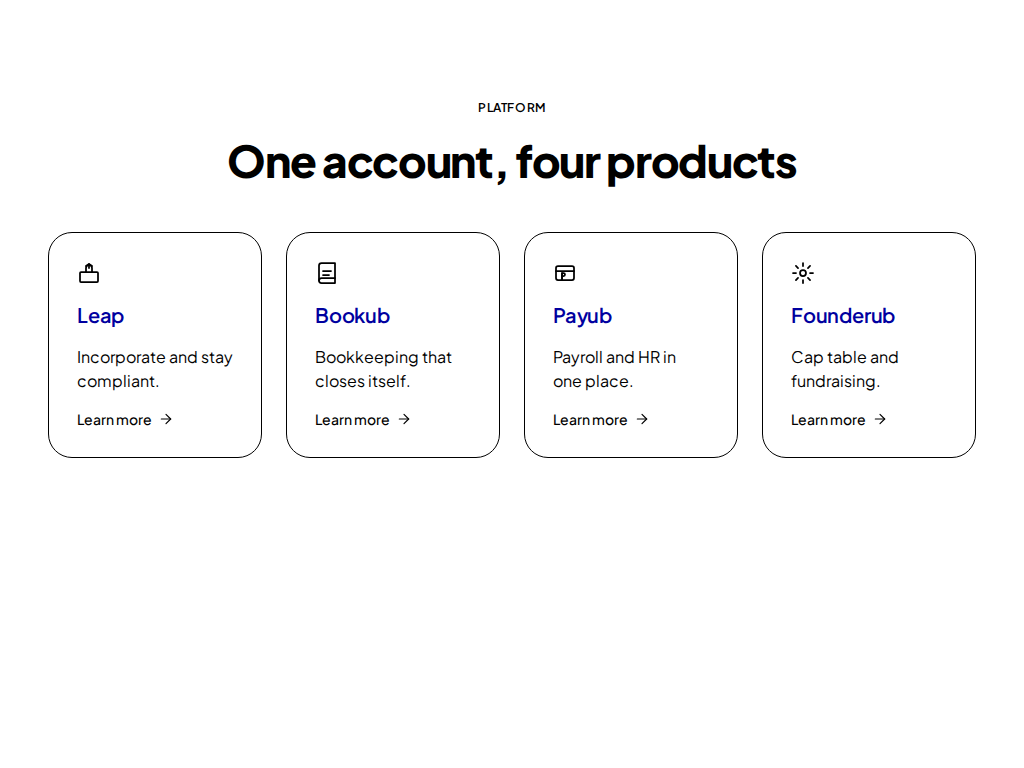 PLATFORM
One account, four products
Leap
Incorporate and stay
compliant.
Learn more
Bookub
Bookkeeping that
closes itself.
Learn more
Payub
Payroll and HR in
one place.
Learn more
Founderub
Cap table and
fundraising.
Learn more